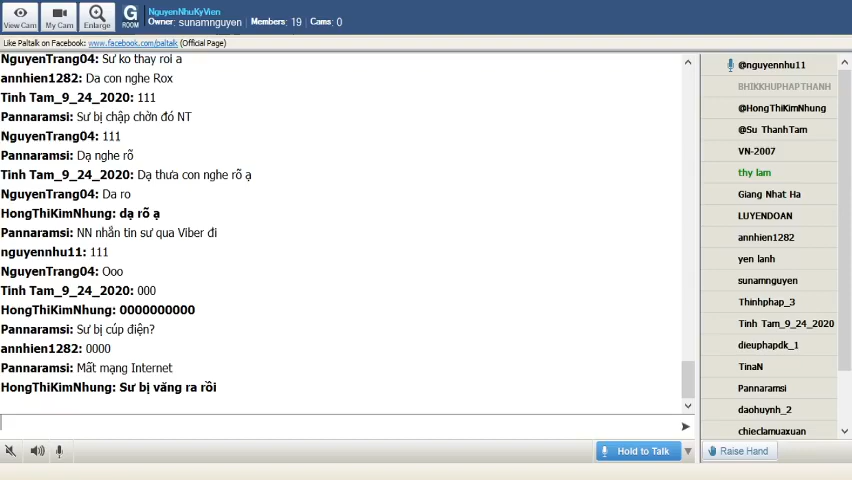 View Cam
My Cam
Enlarge
G
ROOM
NguyenNhuKyVien
Owner: sunamnguyen Members: 19 Cams: 0
Like Paltalk on Facebook: www.facebook.com/paltalk (Official Page)
NguyenTrang04: Sư ko thay roi a
annhien1282: Da con nghe Rox
Tinh Tam_9_24_2020: 111
Pannaramsi: Sư bị chập chờn đó NT
NguyenTrang04: 111
Pannaramsi: Dạ nghe rõ
Tinh Tam_9_24_2020: Dạ thưa con nghe rõ ạ
NguyenTrang04: Da ro
HongThiKimNhung: dạ rõ ạ
Pannaramsi: NN nhắn tin sư qua Viber đi
nguyennhu11: 111
NguyenTrang04: Ooo
Tinh Tam_9_24_2020: 000
HongThiKimNhung: 0000000000
Pannaramsi: Sư bị cúp điện?
annhien1282: 0000
Pannaramsi: Mất mạng Internet
HongThiKimNhung: Sư bị văng ra rồi
@nguyennhu11
BHIKKHUPHAPTHANH
@HongThiKimNhung
@Su ThanhTam
VN-2007
thy lam
Giang Nhat Ha
LUYENDOAN
annhien1282
yen lanh
sunamnguyen
Thinhphap_3
Tinh Tam_9_24_2020
dieuphapdk_1
TinaN
Pannaramsi
daohuynh_2
chieclamuaxuan
Hold to Talk
Raise Hand